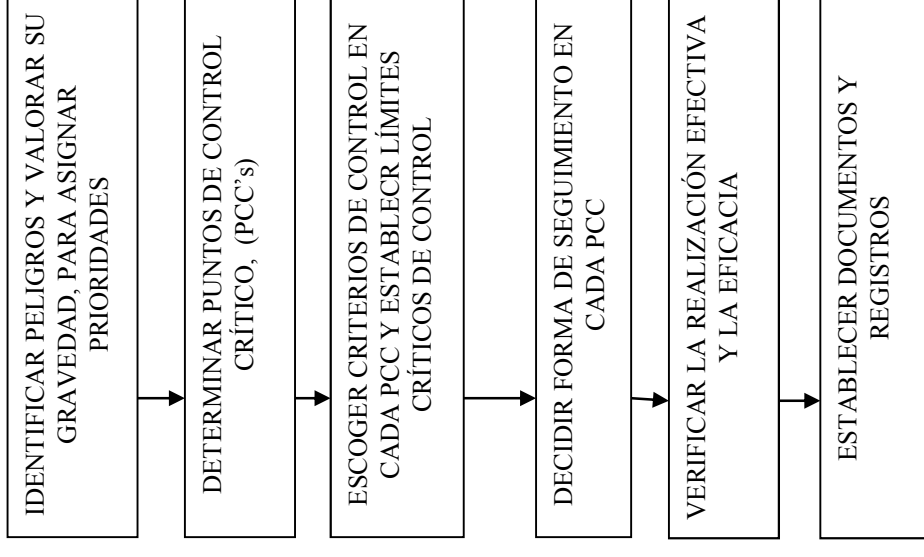 IDENTIFICAR PELIGROS Y VALORAR SU
GRAVEDAD, PARA ASIGNAR
PRIORIDADES
DETERMINAR PUNTOS DE CONTROL
CRÍTICO, (PCC’s)
ESCOGER CRITERIOS DE CONTROL EN
CADA PCC Y ESTABLECR LÍMITES
CRÍTICOS DE CONTROL
DECIDIR FORMA DE SEGUIMIENTO EN
CADA PCC
VERIFICAR LA REALIZACIÓN EFECTIVA
Y LA EFICACIA
ESTABLECER DOCUMENTOS Y
REGISTROS